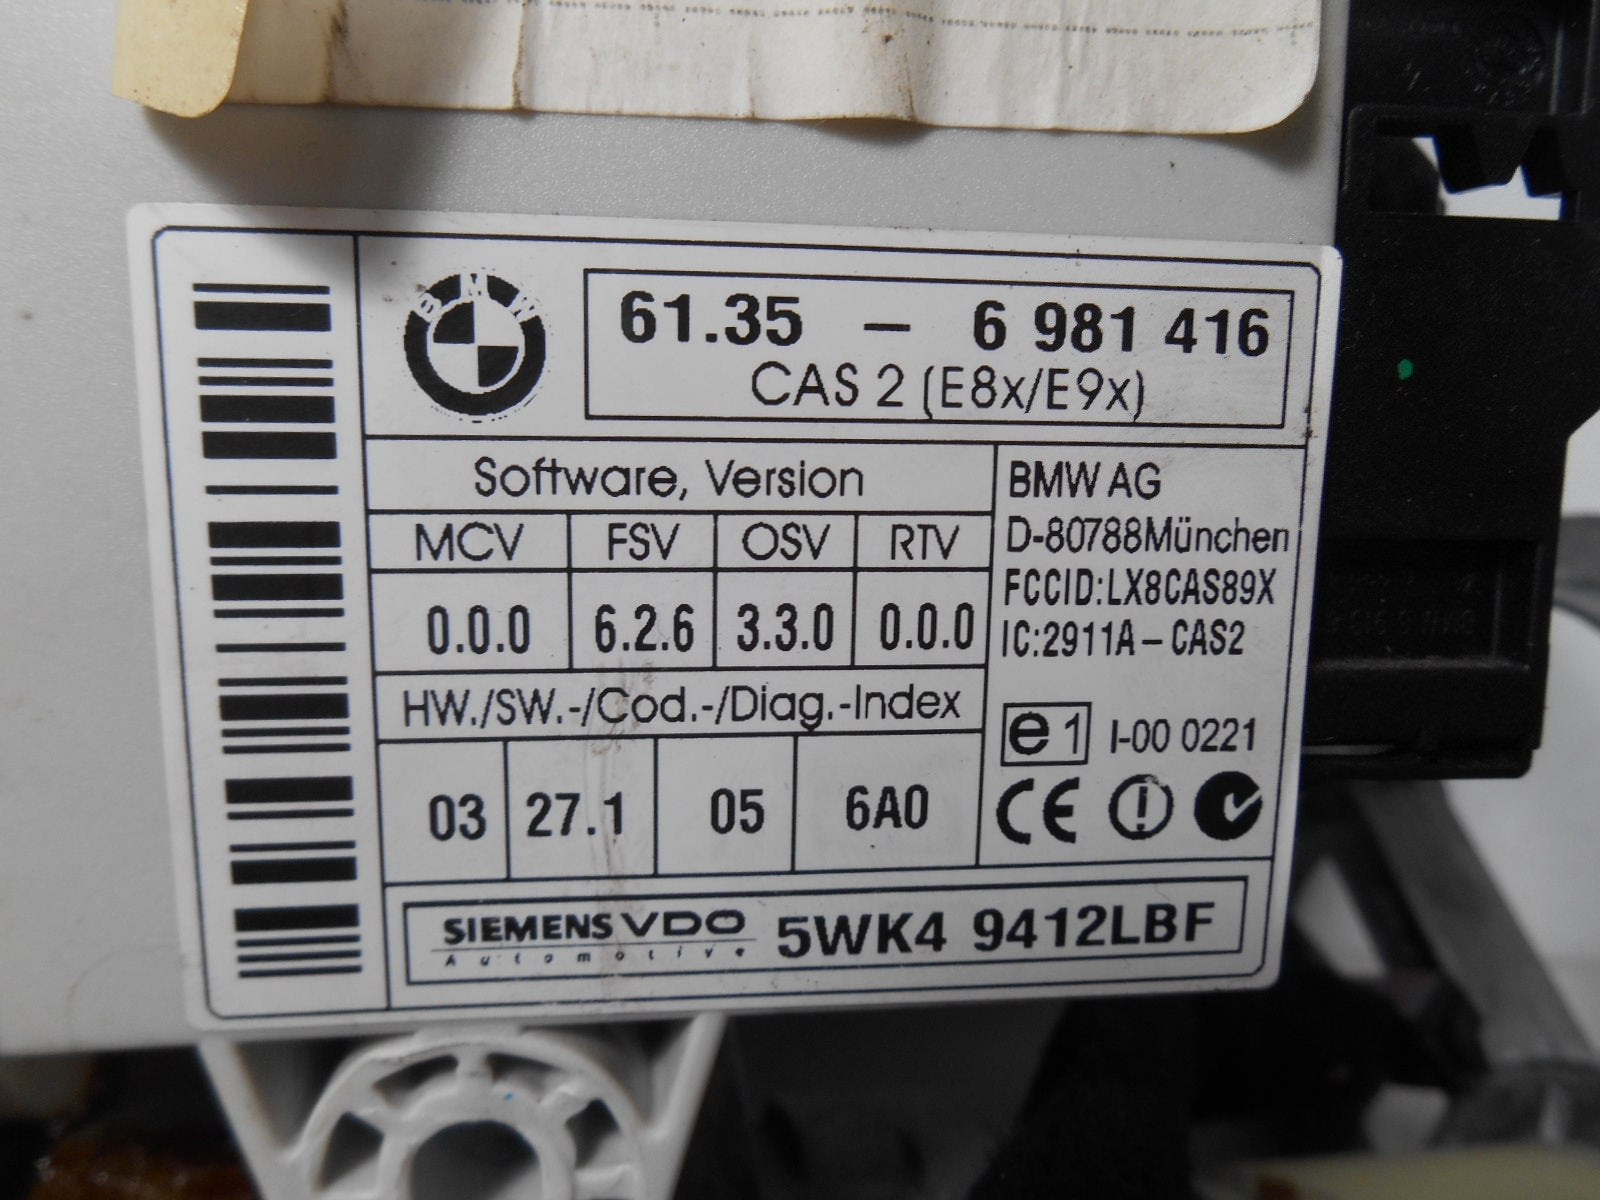 BMW
61.35 – 6 981 416
CAS 2 (E8x/E9x)
Software, Version
MCV FSV OSV RTV
0.0.0 6.2.6 3.3.0 0.0.0
HW./SW.-/Cod.-/Diag.-Index
03 27.1 05 6A0
BMW AG
D-80788München
FCCID:LX8CAS89X
IC:2911A – CAS2
e1 I-00 0221
CE
SIEMENS VDO 5WK4 9412LBF
Automotive